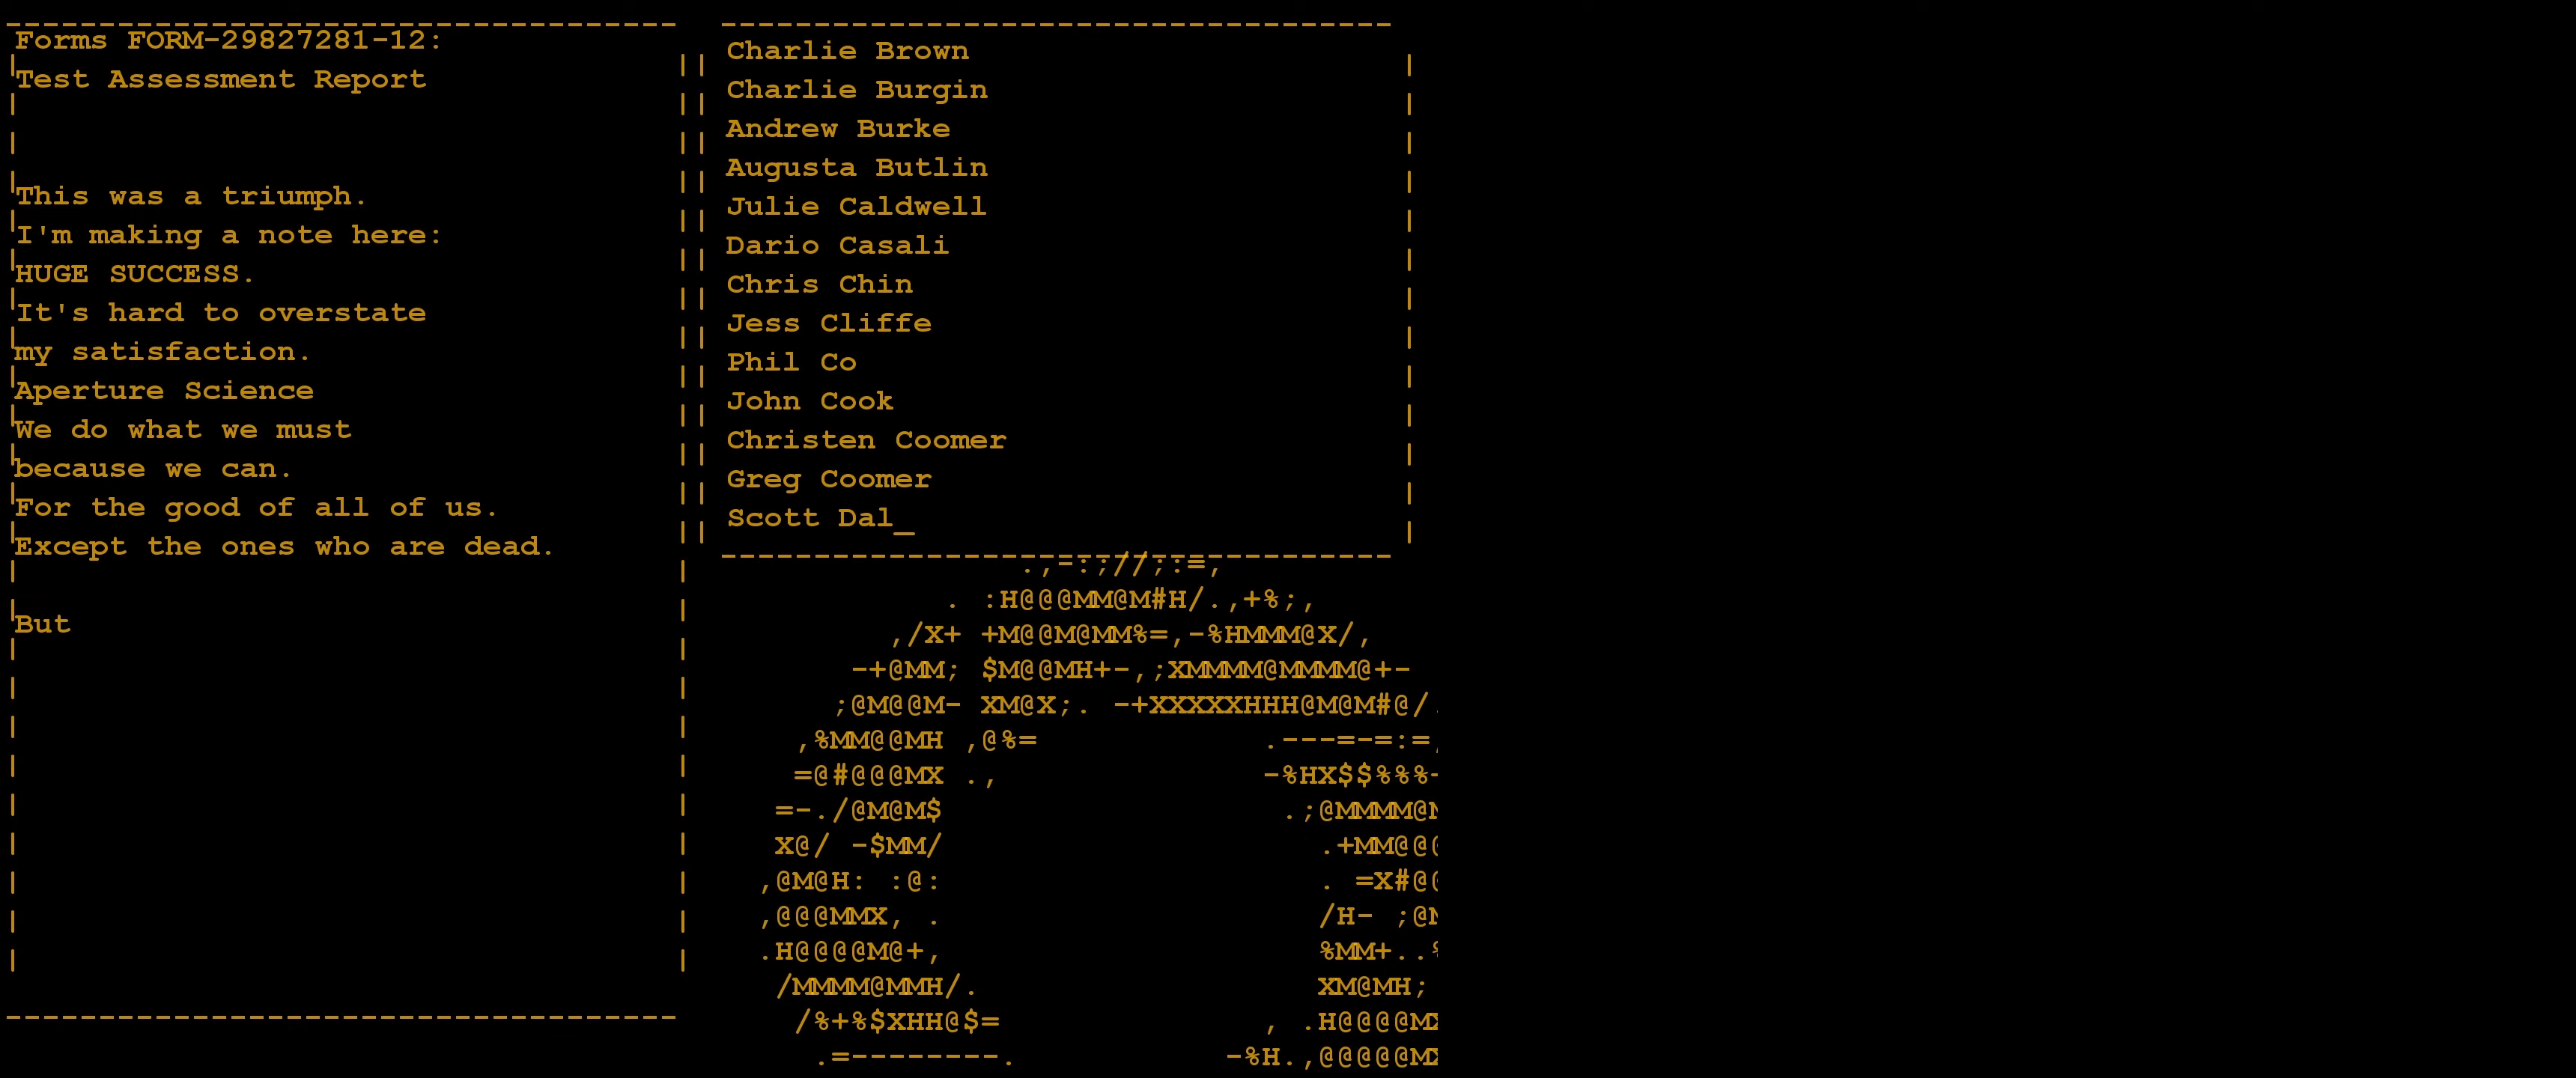 Forms FORM-29827281-12:
Test Assessment Report
This was a triumph.
I'm making a note here:
HUGE SUCCESS.
It's hard to overstate
my satisfaction.
Aperture Science
We do what we must
because we can.
For the good of all of us.
Except the ones who are dead.
But
Charlie Brown
Charlie Burgin
Andrew Burke
Augusta Butlin
Julie Caldwell
Dario Casali
Chris Chin
Jess Cliffe
Phil Co
John Cook
Christen Coomer
Greg Coomer
Scott Dal_